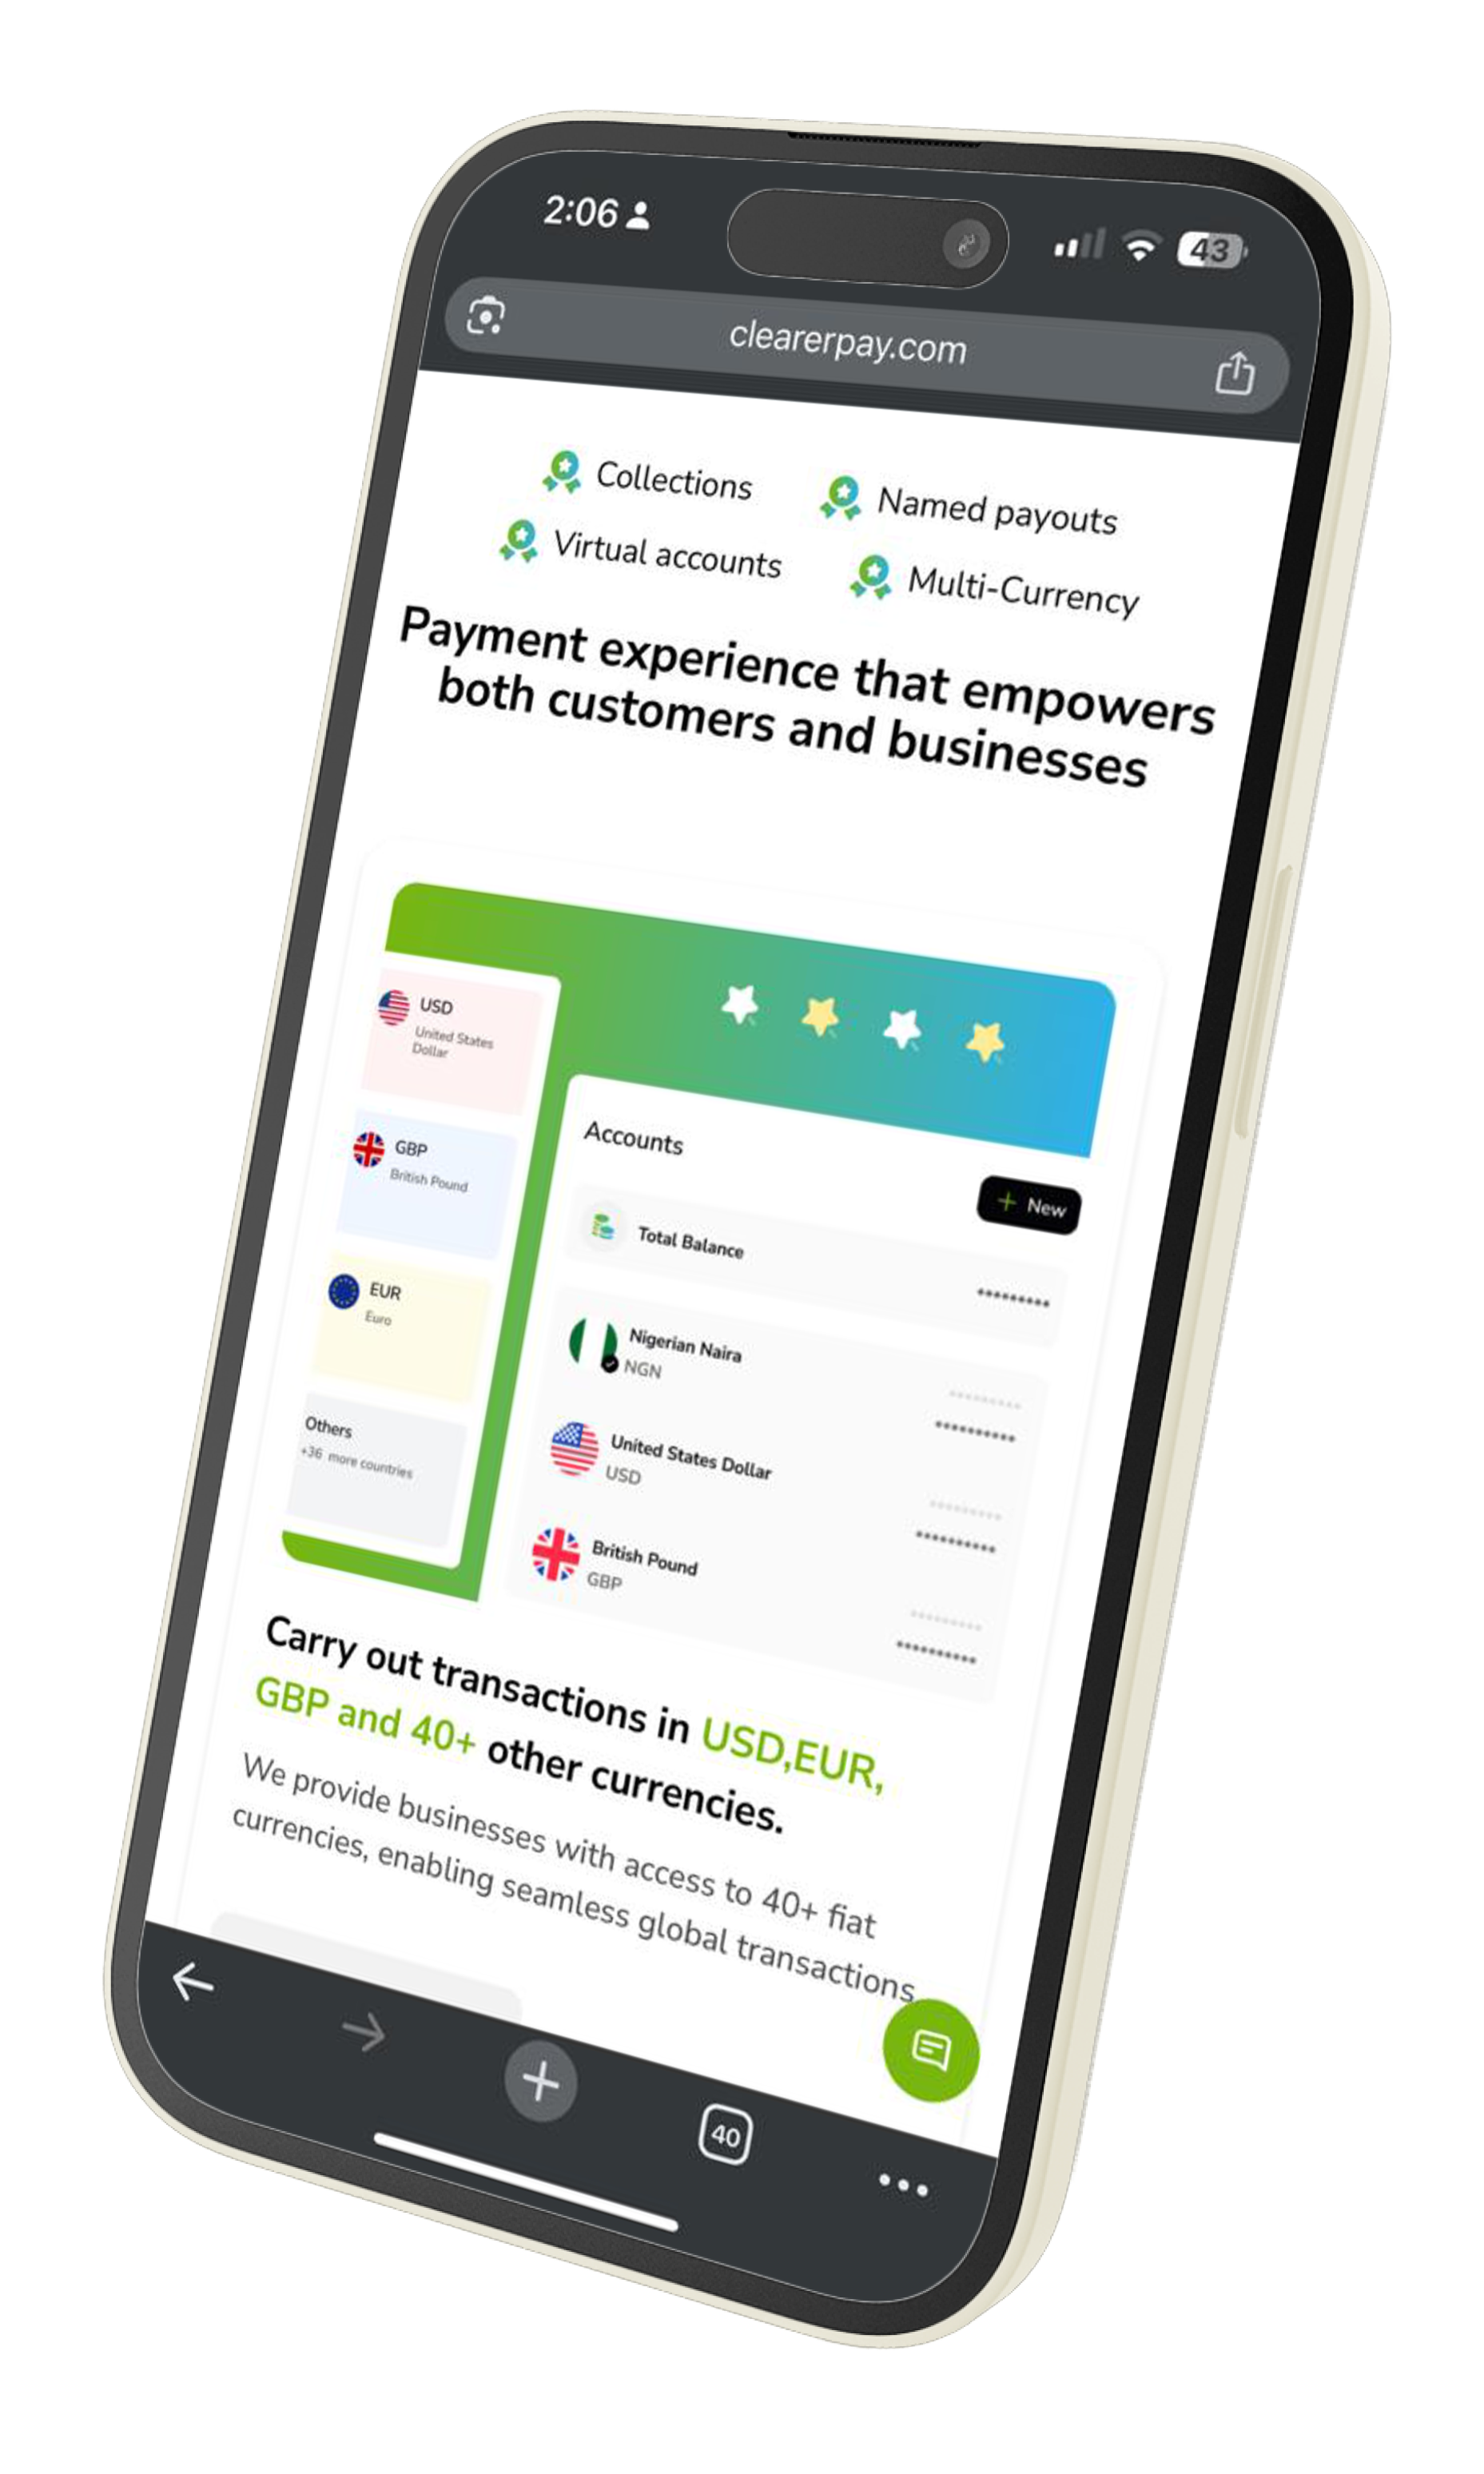 2:06
43
clearerpay.com
Collections
Named payouts
Virtual accounts
Multi-Currency
Payment experience that empowers
both customers and businesses
USD
United States
Dollar
GBP
British Pound
EUR
Euro
Others
+36 more countries
Accounts
+ New
Total Balance
*********
Nigerian Naira
NGN
*********
**********
United States Dollar
USD
*********
**********
British Pound
GBP
*********
**********
Carry out transactions in USD,EUR,
GBP and 40+ other currencies.
We provide businesses with access to 40+ fiat
currencies, enabling seamless global transactions
40